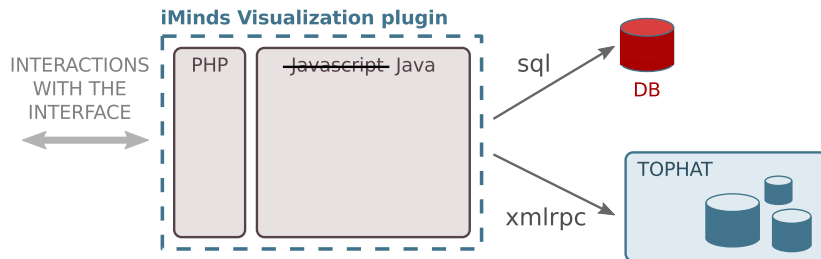 iMinds Visualization plugin
INTERACTIONS
WITH THE
INTERFACE
PHP
Javascript Java
sql
DB
TOPHAT
xmlrpc